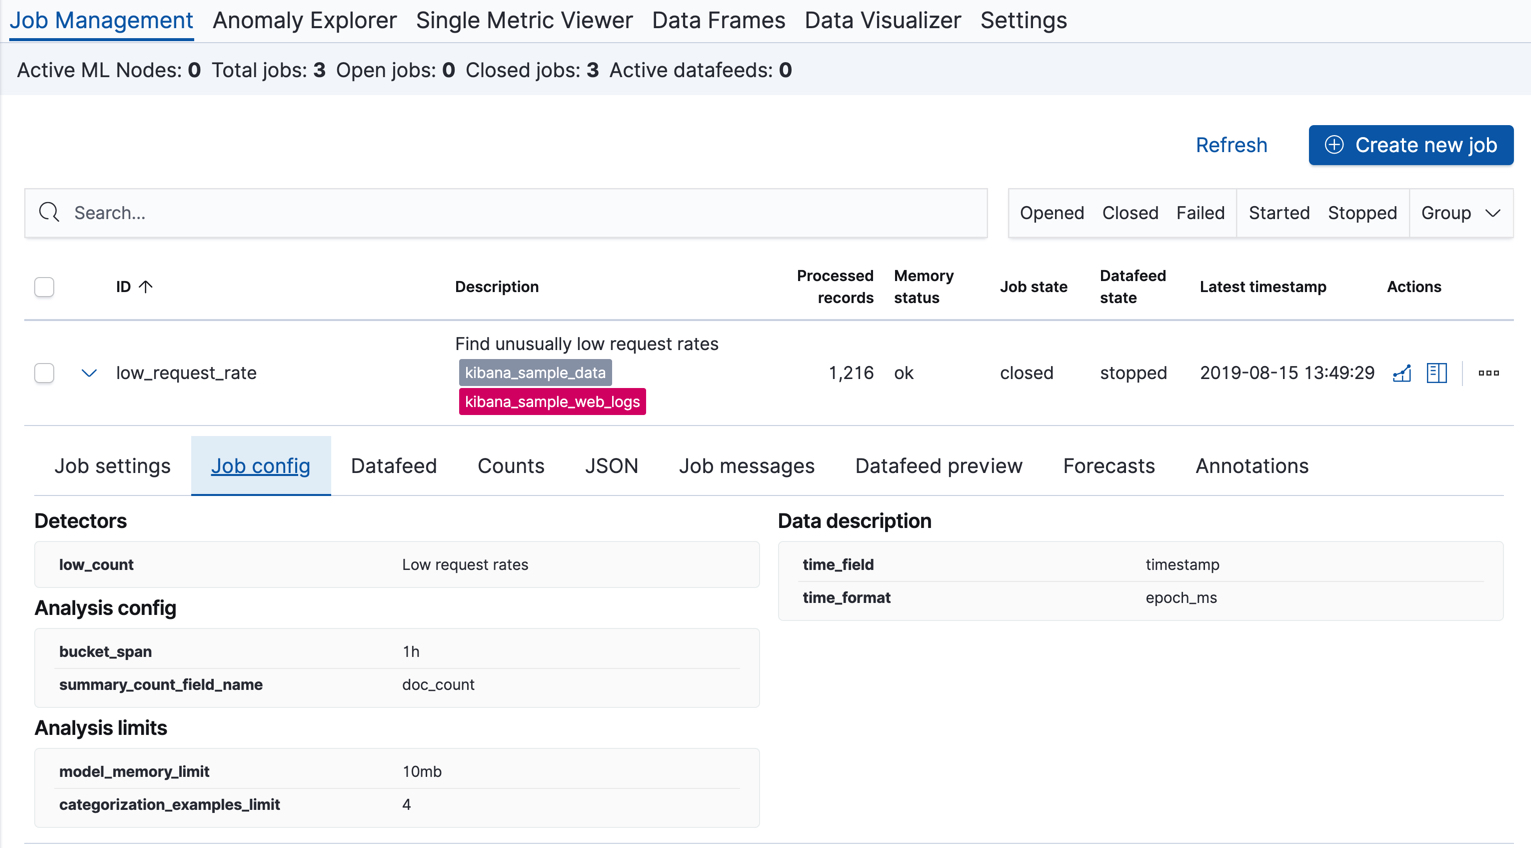 Job Management Anomaly Explorer Single Metric Viewer Data Frames Data Visualizer Settings
Active ML Nodes: 0 Total jobs: 3 Open jobs: 0 Closed jobs: 3 Active datafeeds: 0
Refresh Create new job
Search... Opened Closed Failed Started Stopped Group
ID Description Processed records Memory status Job state Datafeed state Latest timestamp Actions
Find unusually low request rates
low_request_rate kibana_sample_data 1,216 ok closed stopped 2019-08-15 13:49:29
kibana_sample_web_logs
Job settings Job config Datafeed Counts JSON Job messages Datafeed preview Forecasts Annotations
Detectors
low_count Low request rates
Analysis config
bucket_span 1h
summary_count_field_name doc_count
Analysis limits
model_memory_limit 10mb
categorization_examples_limit 4
Data description
time_field timestamp
time_format epoch_ms